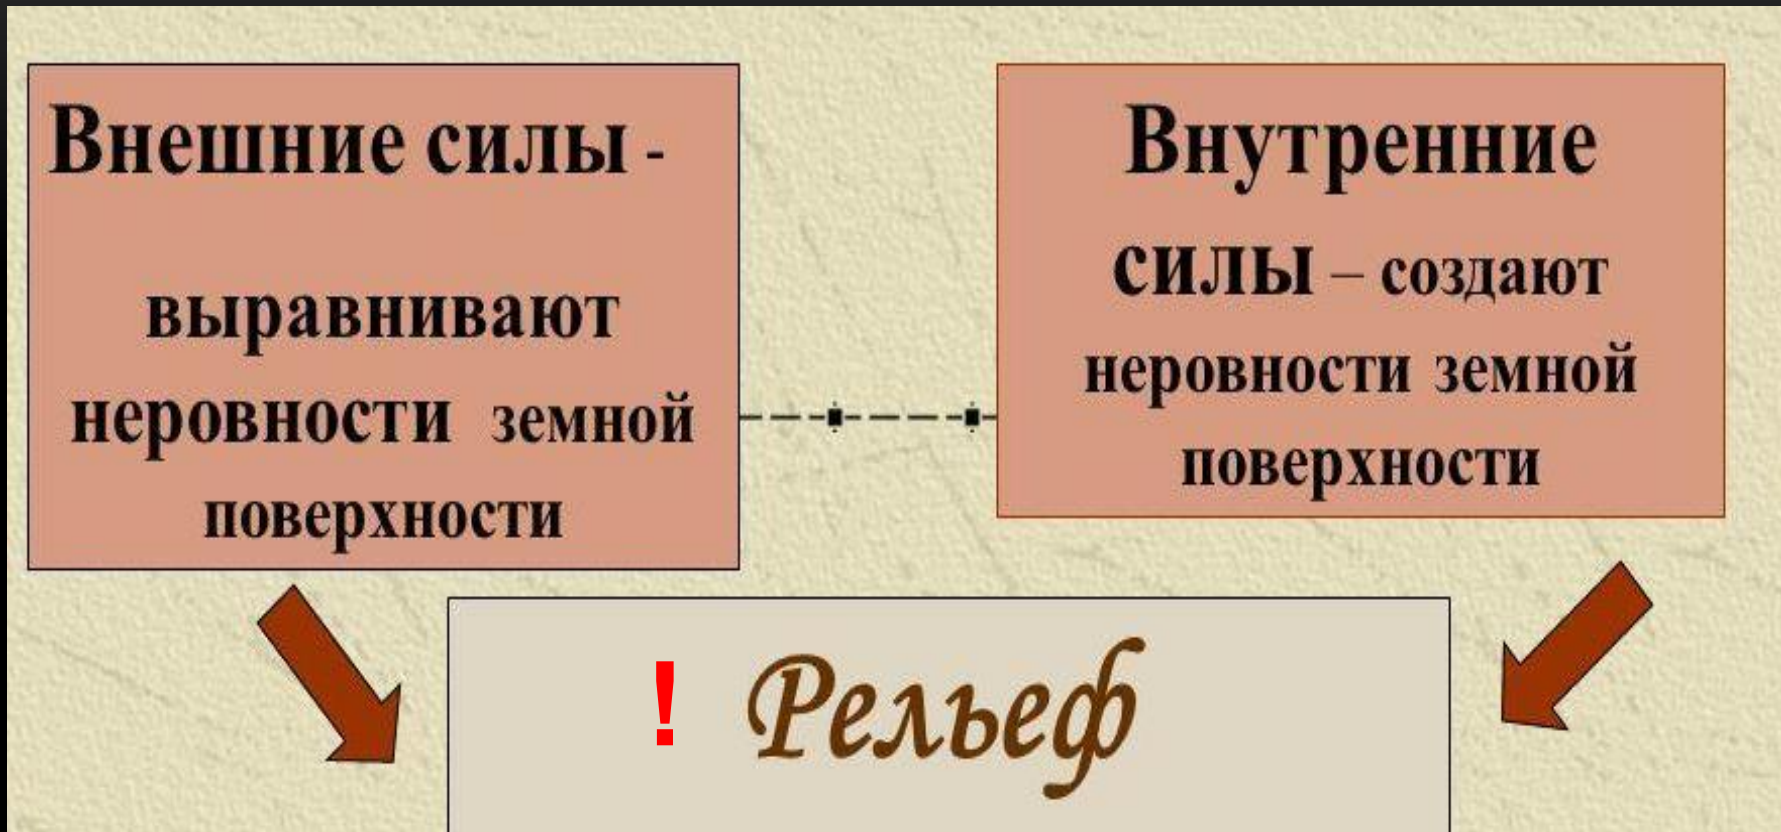 Внешние силы -
выравнивают
неровности земной
поверхности
Внутренние
силы – создают
неровности земной
поверхности
! Рельеф